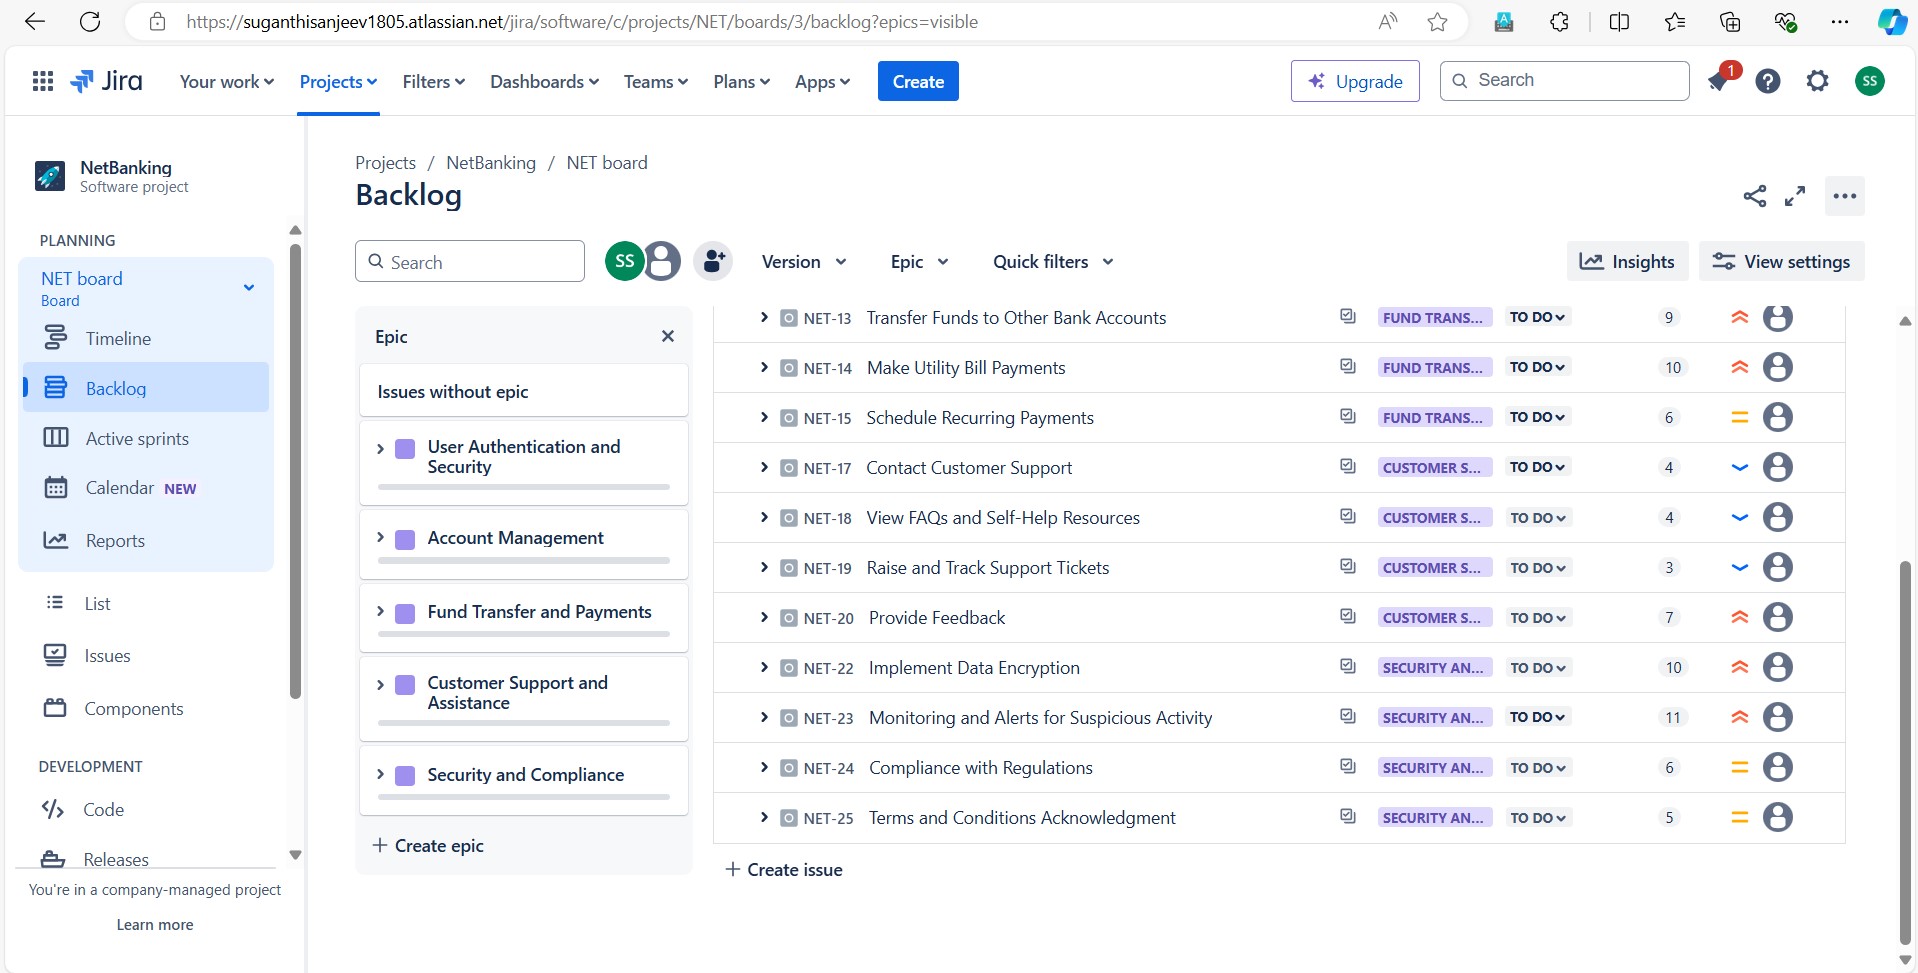 https://suganthisanjeev1805.atlassian.net/jira/software/c/projects/NET/boards/3/backlog?epics=visible
Jira
Your work
Projects
Filters
Dashboards
Teams
Plans
Apps
Create
Upgrade
Search
1
SS
NetBanking
Software project
PLANNING
NET board
Board
Timeline
Backlog
Active sprints
Calendar NEW
Reports
List
Issues
Components
DEVELOPMENT
Code
Releases
You're in a company-managed project
Learn more
Projects / NetBanking / NET board
Backlog
Search
SS
Version
Epic
Quick filters
Insights
View settings
Epic
Issues without epic
User Authentication and
Security
Account Management
Fund Transfer and Payments
Customer Support and
Assistance
Security and Compliance
+ Create epic
NET-13 Transfer Funds to Other Bank Accounts FUND TRANS... TO DO 9
NET-14 Make Utility Bill Payments FUND TRANS... TO DO 10
NET-15 Schedule Recurring Payments FUND TRANS... TO DO 6
NET-17 Contact Customer Support CUSTOMER S... TO DO 4
NET-18 View FAQs and Self-Help Resources CUSTOMER S... TO DO 4
NET-19 Raise and Track Support Tickets CUSTOMER S... TO DO 3
NET-20 Provide Feedback CUSTOMER S... TO DO 7
NET-22 Implement Data Encryption SECURITY AN... TO DO 10
NET-23 Monitoring and Alerts for Suspicious Activity SECURITY AN... TO DO 11
NET-24 Compliance with Regulations SECURITY AN... TO DO 6
NET-25 Terms and Conditions Acknowledgment SECURITY AN... TO DO 5
+ Create issue